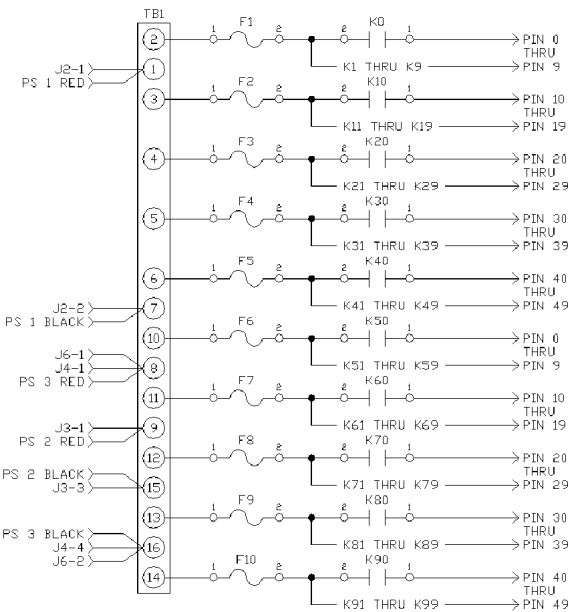 TB1
2 1 F1 2 2 K0 1 PIN 0
THRU
K1 THRU K9 PIN 9
J2-1
PS 1 RED
1
3 1 F2 2 2 K10 1 PIN 10
THRU
K11 THRU K19 PIN 19
4 1 F3 2 2 K20 1 PIN 20
THRU
K21 THRU K29 PIN 29
5 1 F4 2 2 K30 1 PIN 30
THRU
K31 THRU K39 PIN 39
6 1 F5 2 2 K40 1 PIN 40
THRU
K41 THRU K49 PIN 49
J2-2
PS 1 BLACK
7
10 1 F6 2 2 K50 1 PIN 0
THRU
K51 THRU K59 PIN 9
J6-1
J4-1
PS 3 RED
8
11 1 F7 2 2 K60 1 PIN 10
THRU
K61 THRU K69 PIN 19
J3-1
PS 2 RED
9
12 1 F8 2 2 K70 1 PIN 20
THRU
K71 THRU K79 PIN 29
PS 2 BLACK
J3-3
15
13 1 F9 2 2 K80 1 PIN 30
THRU
K81 THRU K89 PIN 39
PS 3 BLACK
J4-4
J6-2
16
14 1 F10 2 2 K90 1 PIN 40
THRU
K91 THRU K99 PIN 49